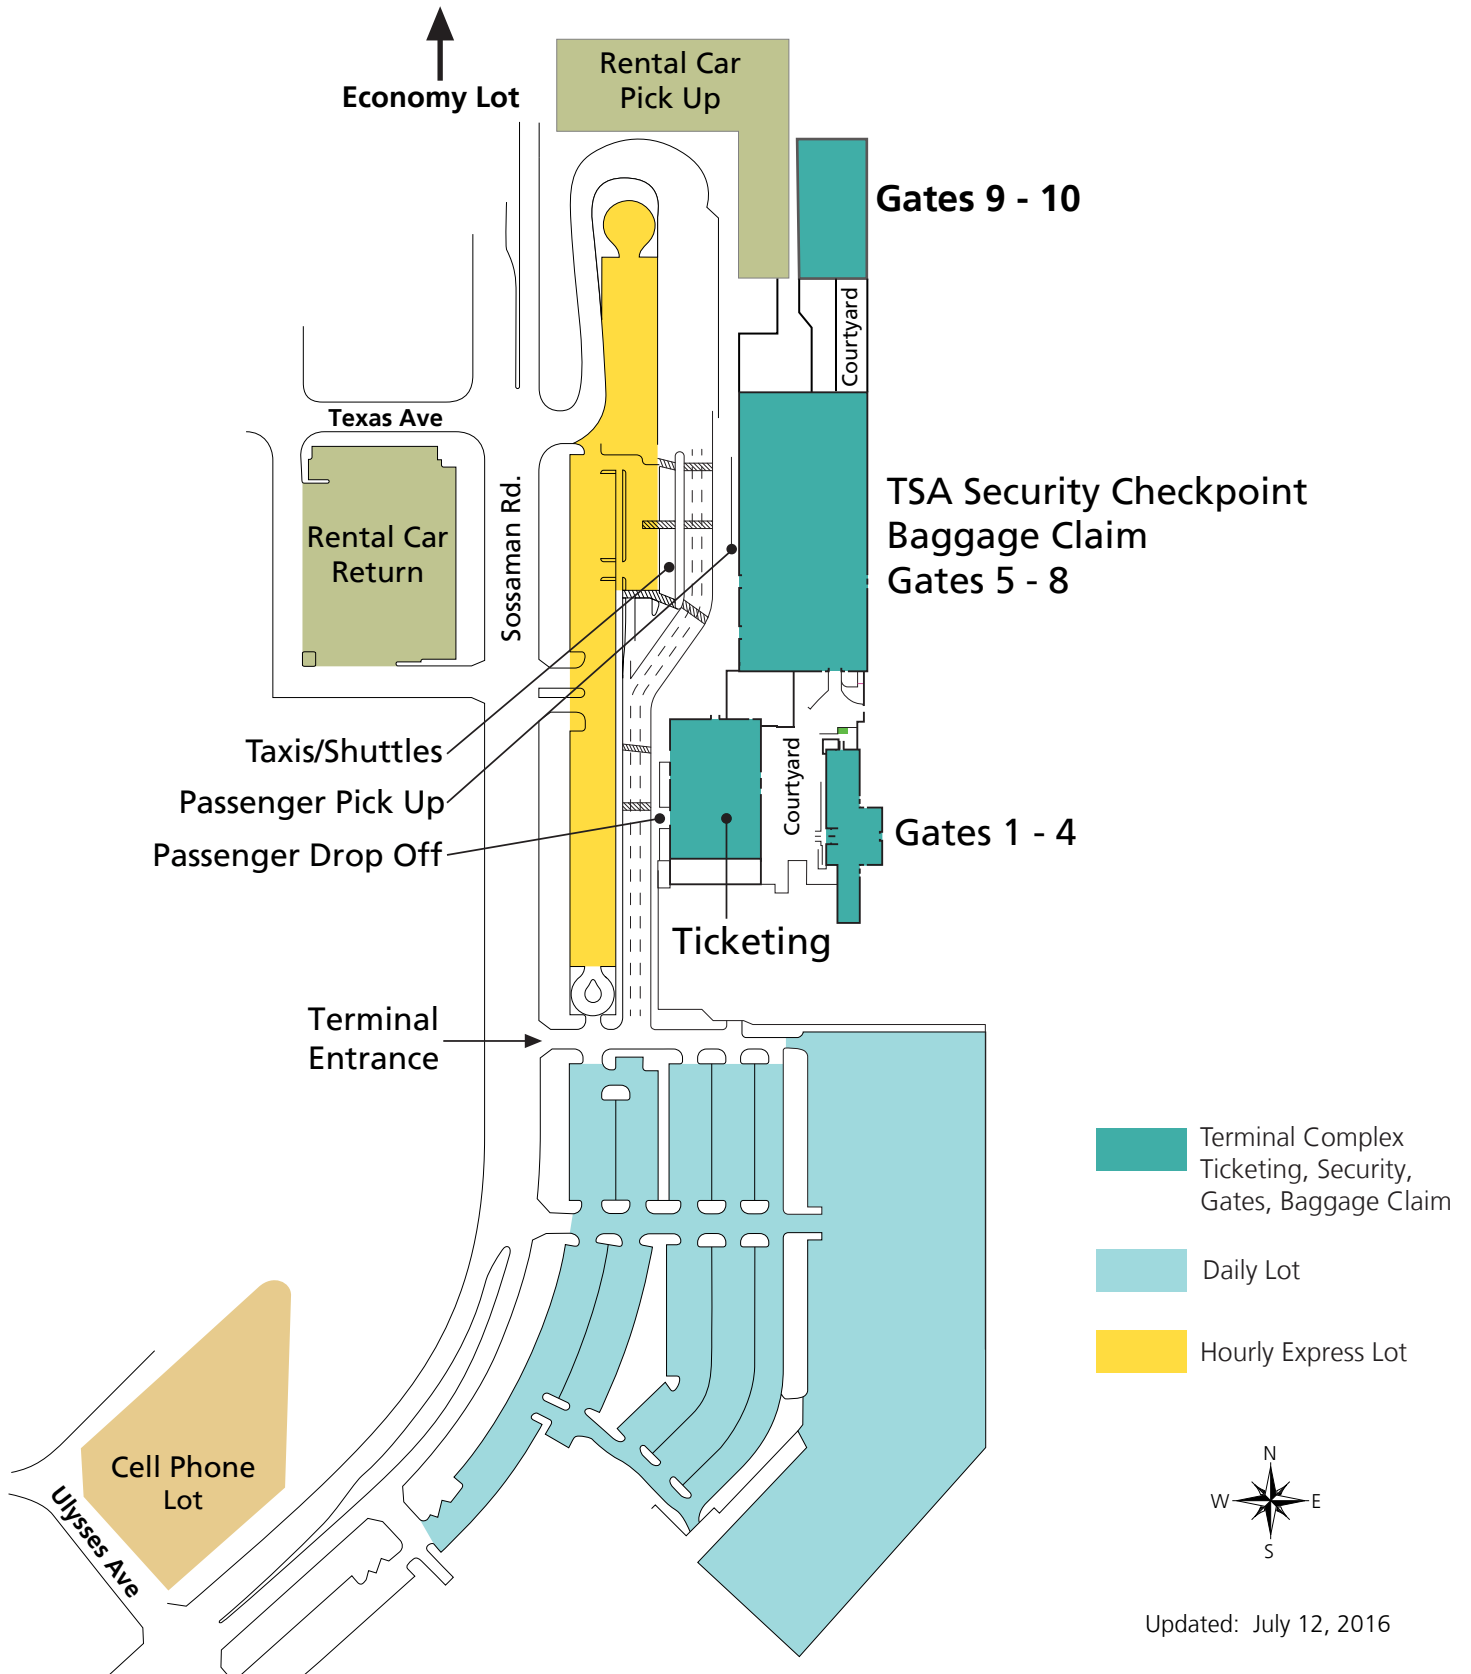 Economy Lot
Rental Car
Pick Up
Gates 9 - 10
Courtyard
Texas Ave
Rental Car
Return
Sossaman Rd.
TSA Security Checkpoint
Baggage Claim
Gates 5 - 8
Taxis/Shuttles
Passenger Pick Up
Passenger Drop Off
Courtyard
Gates 1 - 4
Ticketing
Terminal
Entrance
Terminal Complex
Ticketing, Security,
Gates, Baggage Claim
Daily Lot
Hourly Express Lot
Cell Phone
Lot
Ulysses Ave
N
W
E
S
Updated: July 12, 2016